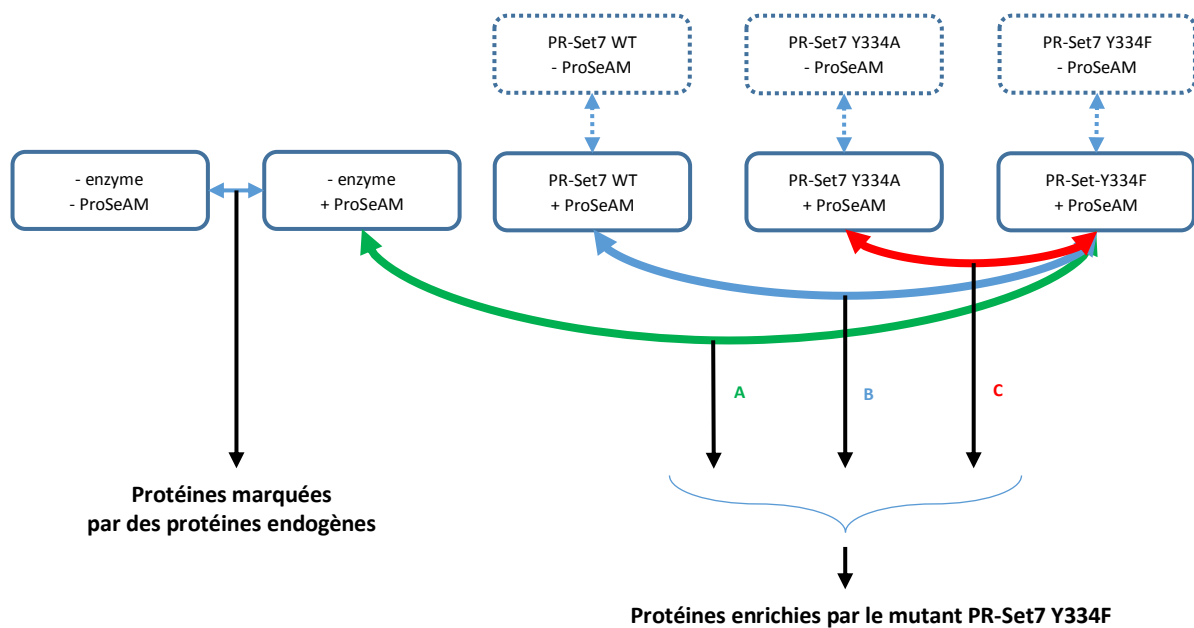 PR-Set7 WT
- ProSeAM
PR-Set7 Y334A
- ProSeAM
PR-Set7 Y334F
- ProSeAM
- enzyme
- ProSeAM
- enzyme
+ ProSeAM
PR-Set7 WT
+ ProSeAM
PR-Set7 Y334A
+ ProSeAM
PR-Set-Y334F
+ ProSeAM
A
B
C
Protéines marquées
par des protéines endogènes
Protéines enrichies par le mutant PR-Set7 Y334F